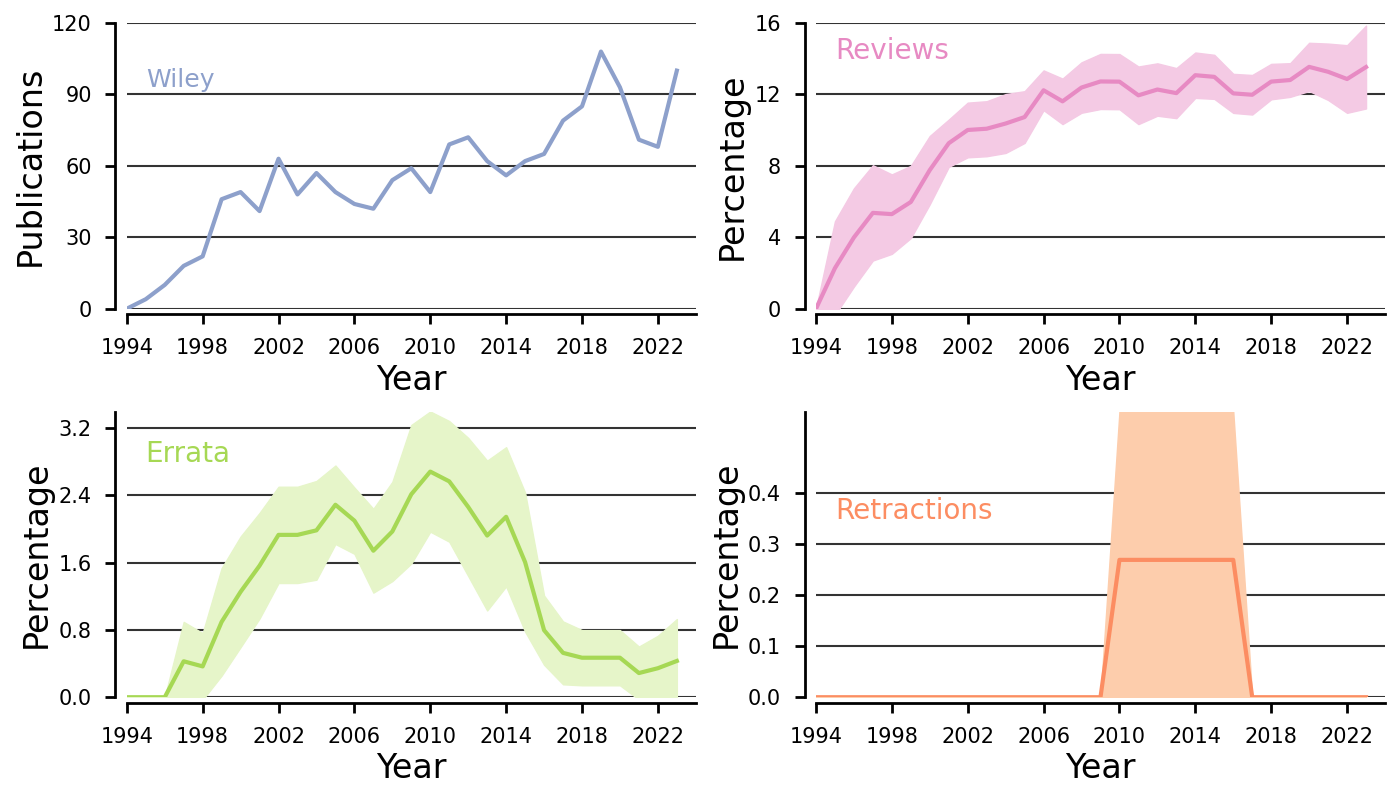 Publications
120
90
60
30
0
Wiley
1994 1998 2002 2006 2010 2014 2018 2022
Year
Percentage
16
12
8
4
0
Reviews
1994 1998 2002 2006 2010 2014 2018 2022
Year
Percentage
3.2
2.4
1.6
0.8
0.0
Errata
1994 1998 2002 2006 2010 2014 2018 2022
Year
Percentage
0.4
0.3
0.2
0.1
0.0
Retractions
1994 1998 2002 2006 2010 2014 2018 2022
Year